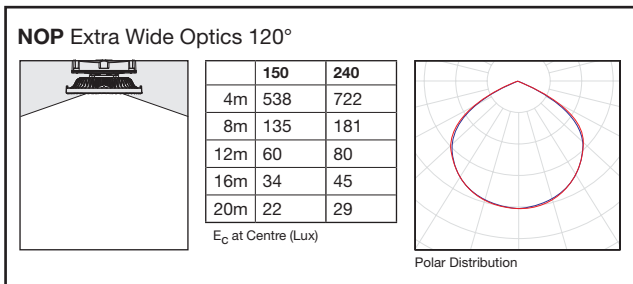 NOP Extra Wide Optics 120°
150 240
4m 538 722
8m 135 181
12m 60 80
16m 34 45
20m 22 29
EC at Centre (Lux)
Polar Distribution